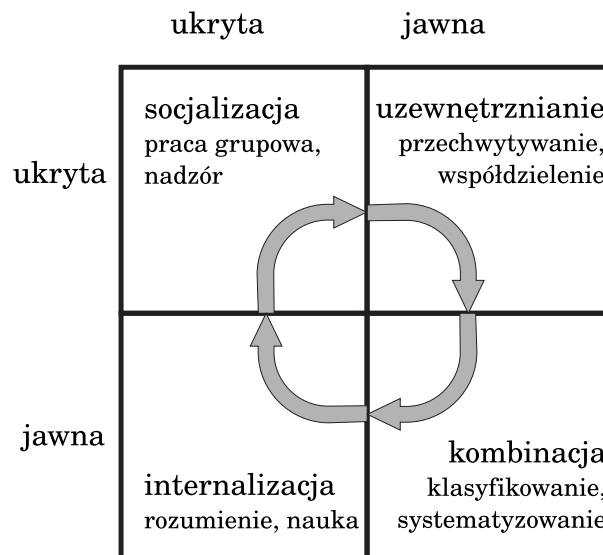 ukryta
jawna
ukryta
socjalizacja
praca grupowa,
nadzór
uzewnętrznianie
przechwytywanie,
współdzielenie
jawna
internalizacja
rozumienie, nauka
kombinacja
klasyfikowanie,
systematyzowanie